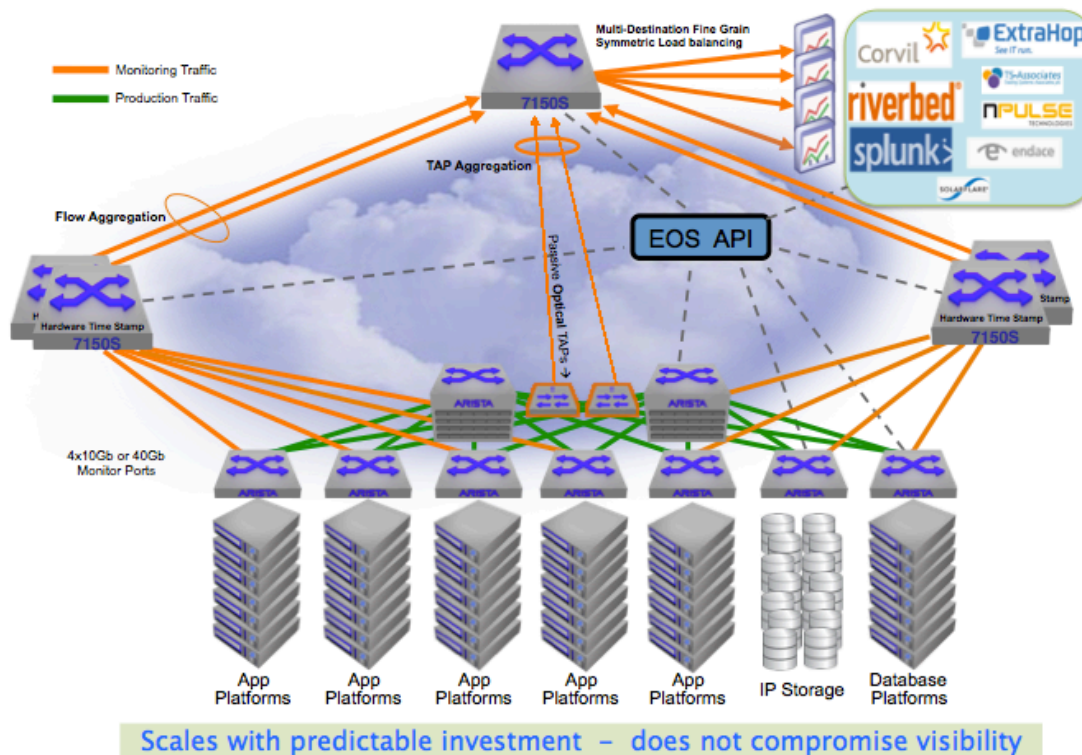 Multi-Destination Fine Grain
Symmetric Load balancing
Monitoring Traffic
Production Traffic
7150S
Corvil
ExtraHop
See IT run.
TS-Associates
riverbed
nPULSE
TECHNOLOGIES
splunk>
endace
SOLARFLARE
TAP Aggregation
Flow Aggregation
EOS API
Passive Optical TAPs →
H
Hardware Time Stamp
7150S
Stamp
Hardware Time Stamp
7150S
ARISTA
ARISTA
4x10Gb or 40Gb
Monitor Ports
ARISTA
ARISTA
ARISTA
ARISTA
ARISTA
ARISTA
ARISTA
App
Platforms
App
Platforms
App
Platforms
App
Platforms
App
Platforms
IP Storage
Database
Platforms
Scales with predictable investment – does not compromise visibility